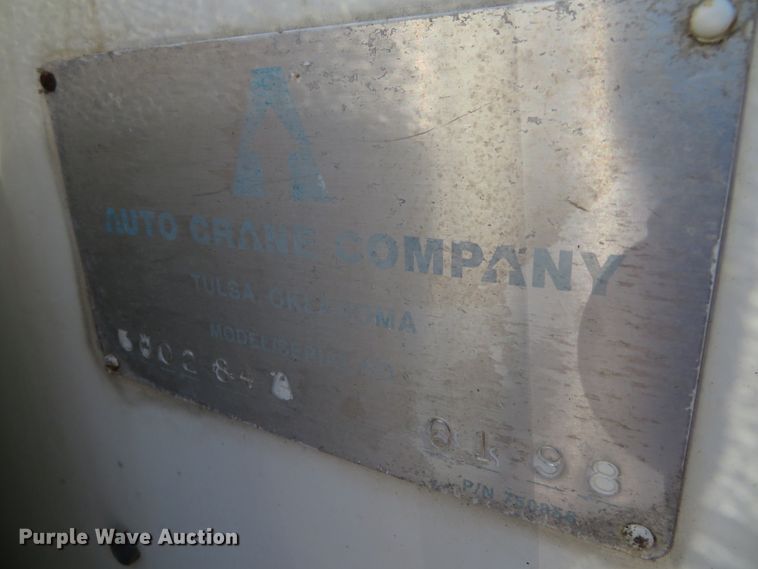 AUTO CRANE COMPANY
TULSA, OKLAHOMA
MODEL/SERIAL NO.
01 98
P/N
Purple Wave Auction